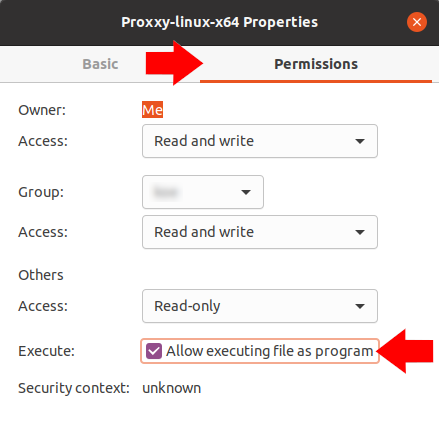 Proxxy-linux-x64 Properties
Basic
Permissions
Owner: Me
Access: Read and write
Group:
Access: Read and write
Others
Access: Read-only
Execute: Allow executing file as program
Security context: unknown